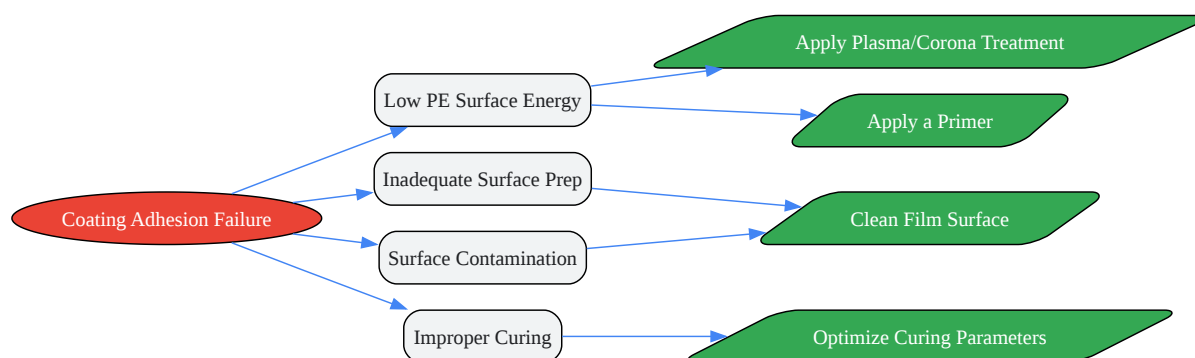 Apply Plasma/Corona Treatment
Low PE Surface Energy
Apply a Primer
Inadequate Surface Prep
Coating Adhesion Failure
Clean Film Surface
Surface Contamination
Improper Curing
Optimize Curing Parameters